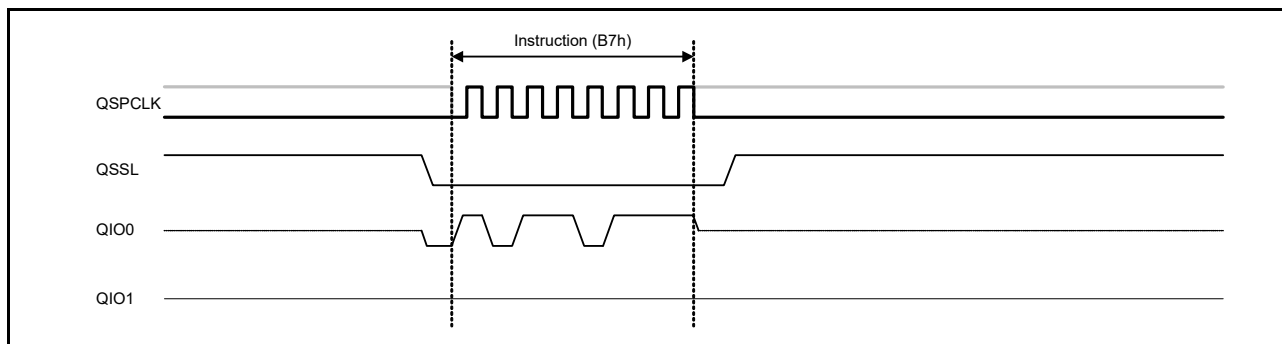 Instruction (B7h)
QSPCLK
QSSL
QIO0
QIO1